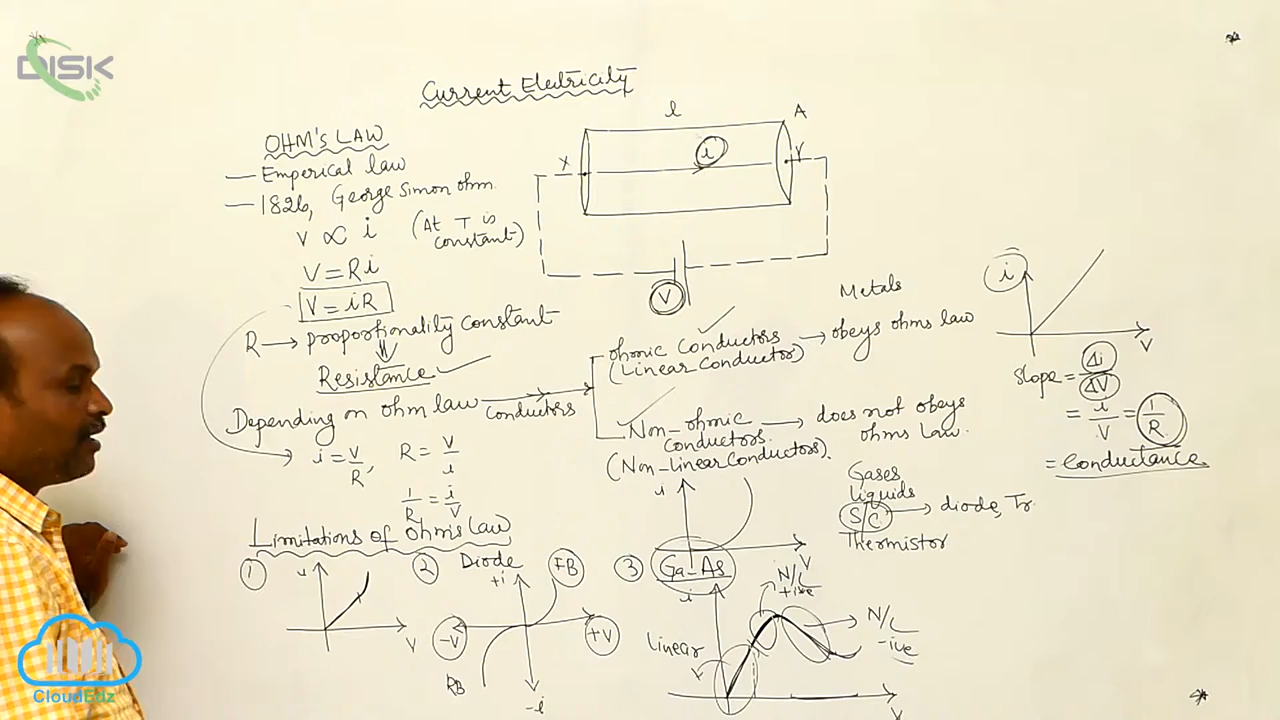 DISK
Current Electricity
OHM'S LAW
— Emperical law
— 1826, George Simon ohm.
V ∝ i (At T is constant)
V = Ri
V = iR
R → proportionality constant
Resistance
Depending on ohm law
Conductors
i = V/R, R = V/i
1/R = i/V
l
A
X
i
Y
V
Metals
ohmic Conductors → obeys ohms law
(Linear Conductor)
Non-ohmic → does not obeys
Conductors. ohms Law.
(Non-Linear Conductors).
Gases
Liquids
S/C → diode, Tr
Thermistor
i
V
i
V
Slope = Δi/ΔV
= i/V = 1/R
= Conductance
Limitations of Ohm's law
1
V
2
Diode
+i
FB
-V
+V
RB
-i
3
Ga-As
i
N/L
+ive
N/L
-ive
linear
V
CloudEdz